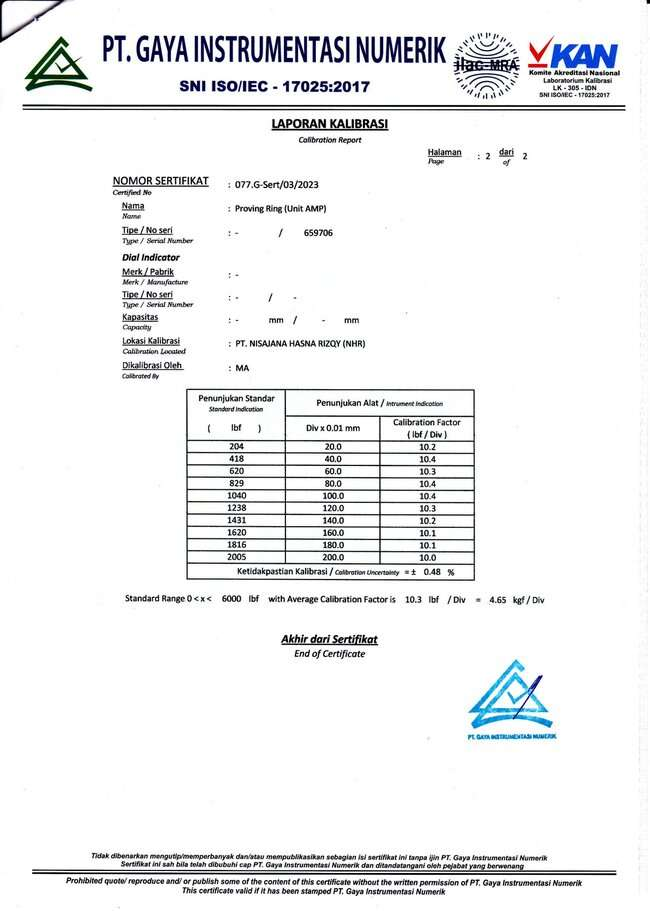 PT. GAYA INSTRUMENTASI NUMERIK
SNI ISO/IEC - 17025:2017
ilac-MRA
KAN
Komite Akreditasi Nasional
Laboratorium Kalibrasi
LK - 305 - IDN
SNI ISO/IEC - 17025:2017
LAPORAN KALIBRASI
Calibration Report
Halaman : 2 dari 2
Page of
NOMOR SERTIFIKAT : 077.G-Sert/03/2023
Certified No
Nama : Proving Ring (Unit AMP)
Name
Tipe / No seri : - / 659706
Type / Serial Number
Dial Indicator
Merk / Pabrik : -
Merk / Manufacture
Tipe / No seri : - / -
Type / Serial Number
Kapasitas : - mm / - mm
Capacity
Lokasi Kalibrasi : PT. NISAJANA HASNA RIZQY (NHR)
Calibration Located
Dikalibrasi Oleh : MA
Calibrated By
Penunjukan Standar Penunjukan Alat / Intrument Indication
Standard Indication
( lbf ) Div x 0.01 mm Calibration Factor
( lbf / Div )
204 20.0 10.2
418 40.0 10.4
620 60.0 10.3
829 80.0 10.4
1040 100.0 10.4
1238 120.0 10.3
1431 140.0 10.2
1620 160.0 10.1
1816 180.0 10.1
2005 200.0 10.0
Ketidakpastian Kalibrasi / Calibration Uncertainty = ± 0.48 %
Standard Range 0 < x < 6000 lbf with Average Calibration Factor is 10.3 lbf / Div = 4.65 kgf / Div
Akhir dari Sertifikat
End of Certificate
PT. GAYA INSTRUMENTASI NUMERIK
Tidak dibenarkan mengutip/memperbanyak dan/atau mempublikasikan sebagian isi sertifikat ini tanpa ijin PT. Gaya Instrumentasi Numerik
Sertifikat ini sah bila telah dibubuhi cap PT. Gaya Instrumentasi Numerik dan ditandatangani oleh pejabat yang berwenang
Prohibited quote/ reproduce and/ or publish some of the content of this certificate without the written permission of PT. Gaya Instrumentasi Numerik
This certificate valid if it has been stamped PT. Gaya Instrumentasi Numerik